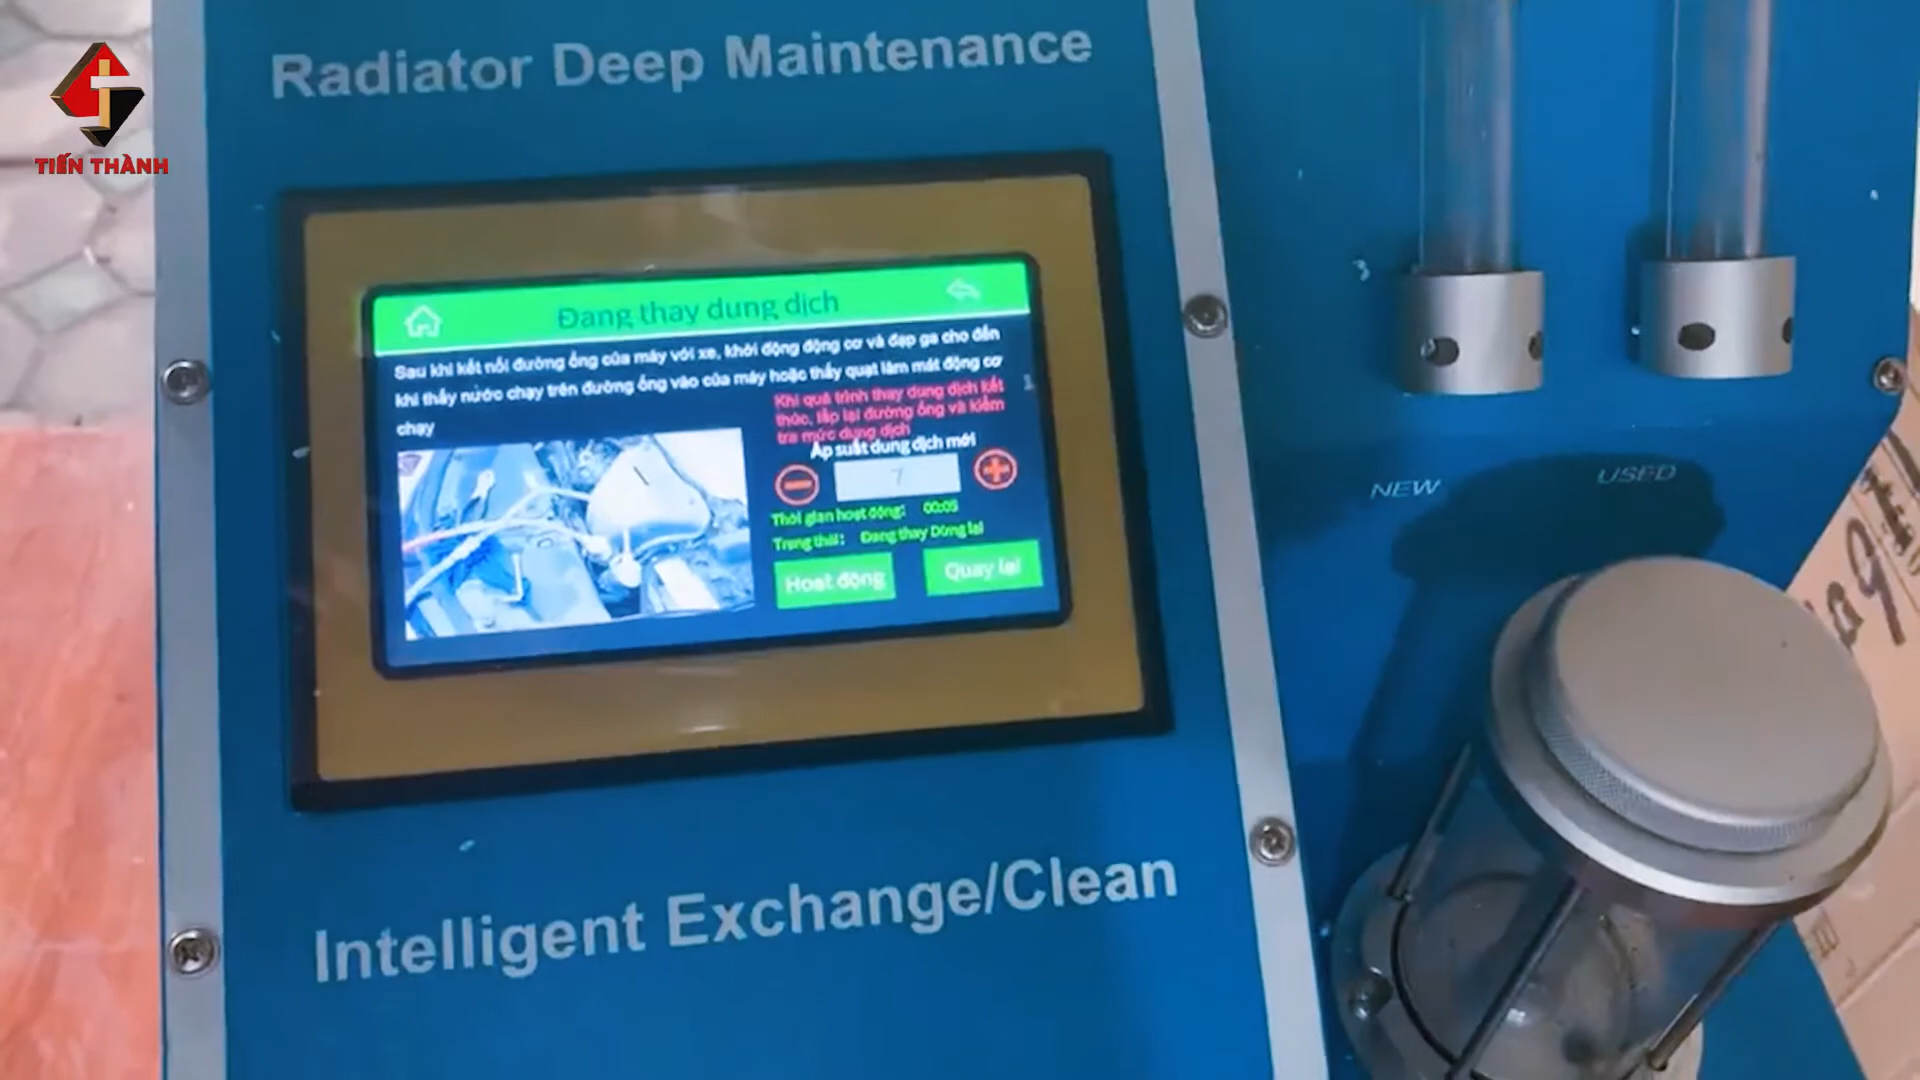 TIẾN THÀNH
Radiator Deep Maintenance
Đang thay dung dịch
Sau khi kết nối đường ống của máy với xe, khởi động động cơ và đạp ga cho đến
khi thấy nước chạy trên đường ống vào của máy hoặc thấy quạt làm mát động cơ
chạy
Khi quá trình thay dung dịch kết
thúc, lắp lại đường ống và kiểm
tra mức dung dịch
Áp suất dung dịch mới
7
Thời gian hoạt động: 00:05
Trạng thái: Đang thay Dừng lại
Hoạt động
Quay lại
NEW
USED
Intelligent Exchange/Clean